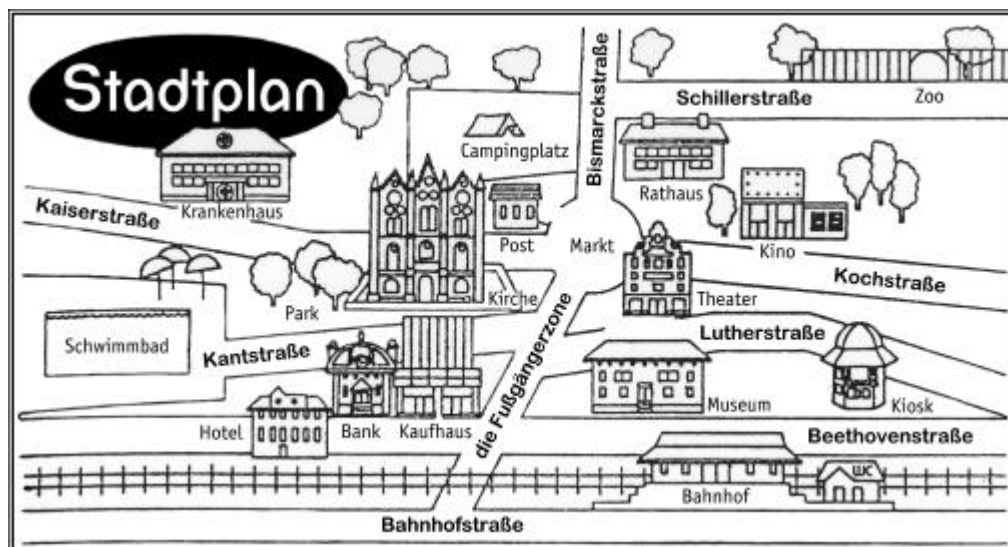 Stadtplan
Bismarckstraße
Schillerstraße
Zoo
Campingplatz
Rathaus
Krankenhaus
Kaiserstraße
Post
Markt
Kino
Kochstraße
Kirche
Theater
Park
Schwimmbad
Kantstraße
Lutherstraße
die Fußgängerzone
Museum
Kiosk
Hotel
Bank
Kaufhaus
Beethovenstraße
WC
Bahnhof
Bahnhofstraße